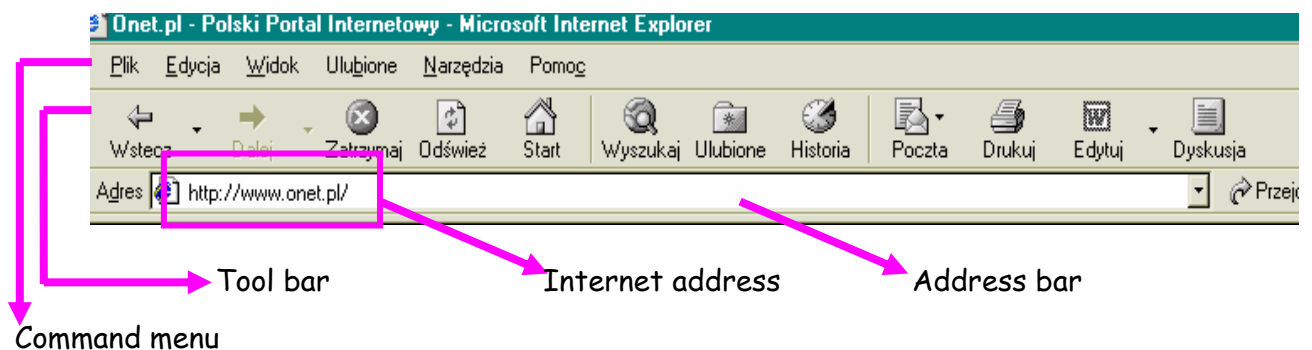 Onet.pl - Polski Portal Internetowy - Microsoft Internet Explorer
Plik Edycja Widok Ulubione Narzędzia Pomoc
Wstecz Dalej Zatrzymaj Odśwież Start Wyszukaj Ulubione Historia Poczta Drukuj Edytuj Dyskusja
Adres http://www.onet.pl/
Tool bar Internet address Address bar
Command menu